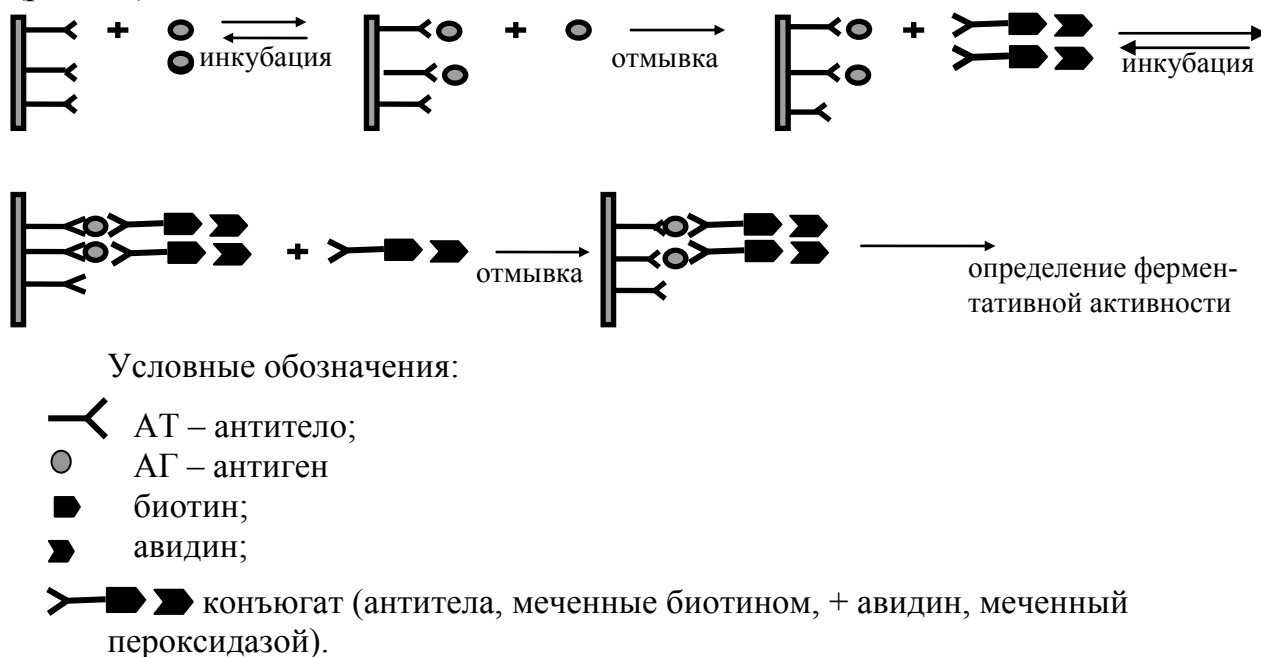 инкубация
отмывка
инкубация
отмывка
определение фермен-
тативной активности
Условные обозначения:
АТ – антитело;
АГ – антиген
биотин;
авидин;
конъюгат (антитела, меченные биотином, + авидин, меченный
пероксидазой).